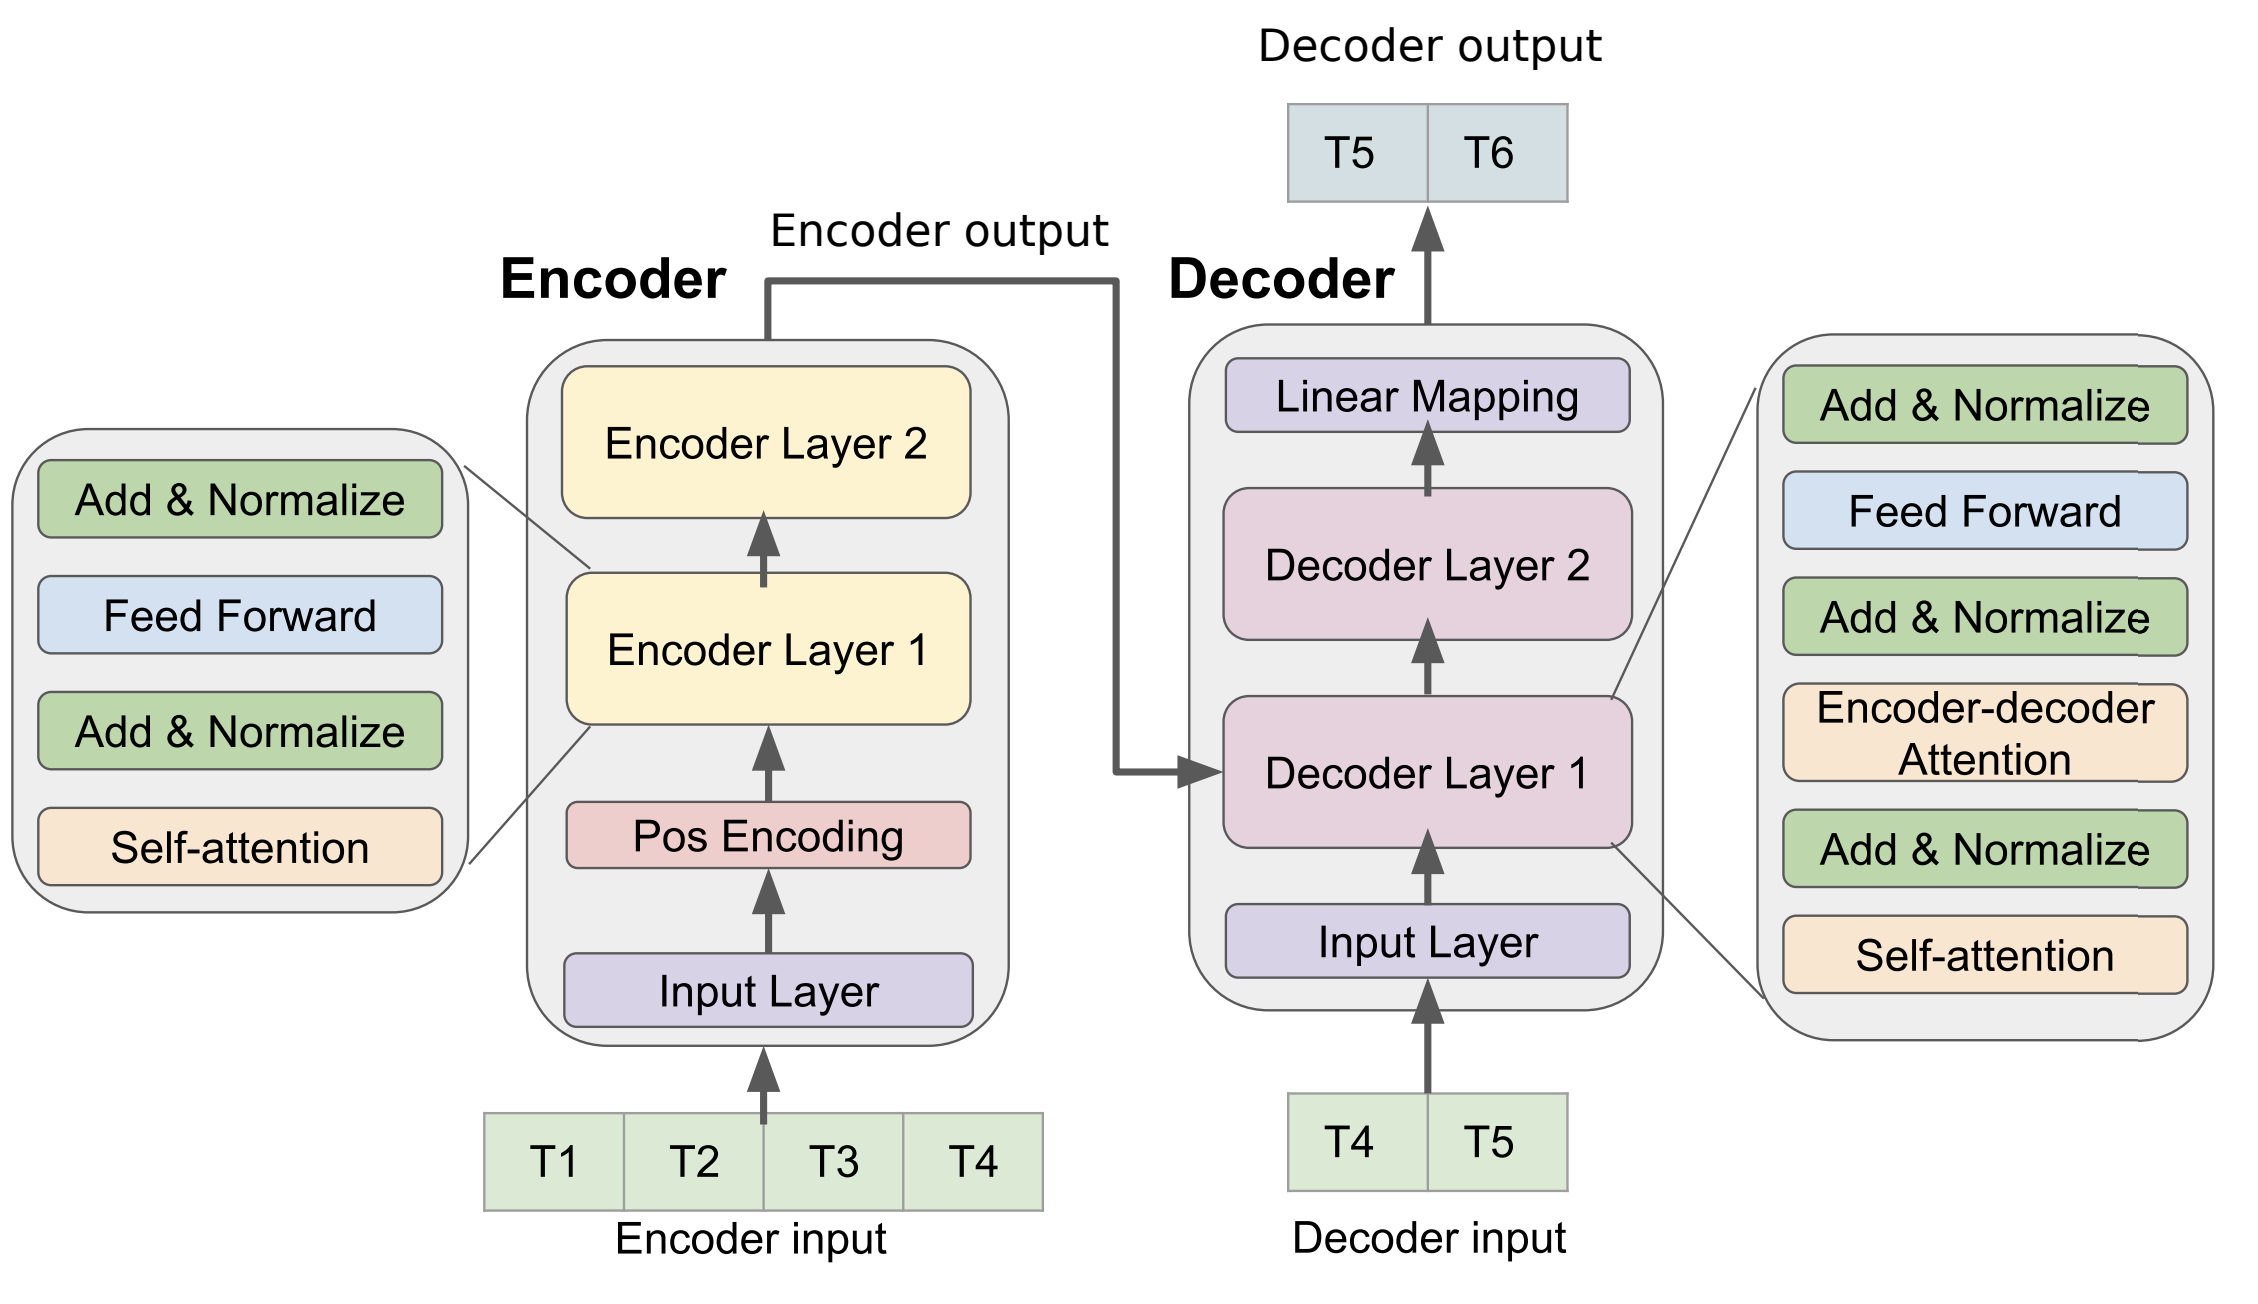 Decoder output
T5 T6
Encoder output
Encoder
Decoder
Add & Normalize
Feed Forward
Add & Normalize
Self-attention
Encoder Layer 2
Encoder Layer 1
Pos Encoding
Input Layer
T1 T2 T3 T4
Encoder input
Linear Mapping
Decoder Layer 2
Decoder Layer 1
Input Layer
T4 T5
Decoder input
Add & Normalize
Feed Forward
Add & Normalize
Encoder-decoder
Attention
Add & Normalize
Self-attention